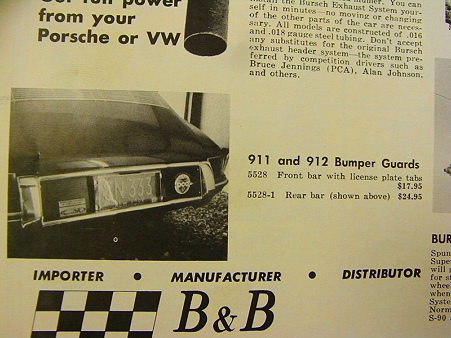 Get full power
from your
Porsche or VW
install the Bursch Exhaust System your-
self in minutes—no moving or changing
of the other parts of the car are neces-
sary. All models are constructed of .016
and .018 gauge steel tubing. Don't accept
any substitutes for the original Bursch
exhaust header system—the system pre-
ferred by competition drivers such as
Bruce Jennings (PCA), Alan Johnson,
and others.
911 and 912 Bumper Guards
5528 Front bar with license plate tabs
$17.95
5528-1 Rear bar (shown above) $24.95
IMPORTER • MANUFACTURER • DISTRIBUTOR
B & B
BUR
Spun
Supe
will
for st
whee
when
Syste
Norm
S-90